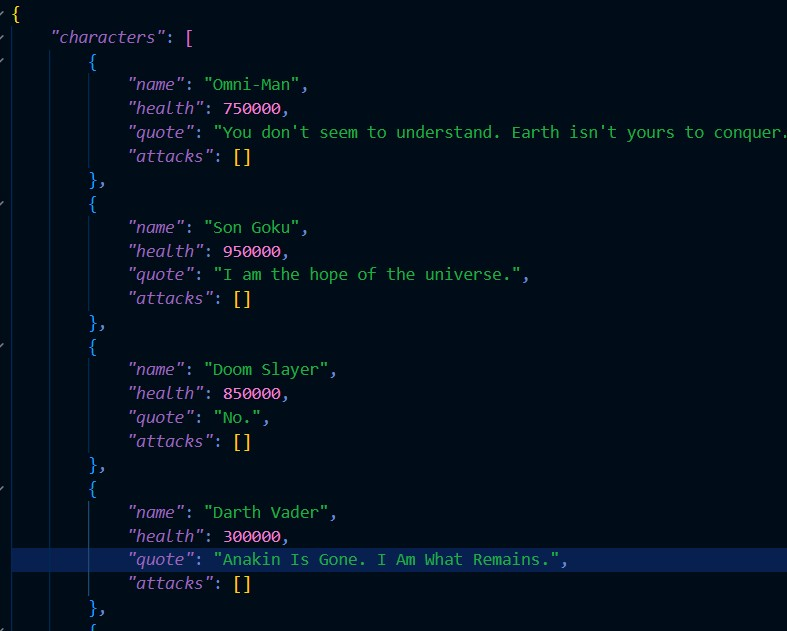 {
"characters": [
{
"name": "Omni-Man",
"health": 750000,
"quote": "You don't seem to understand. Earth isn't yours to conquer.
"attacks": []
},
{
"name": "Son Goku",
"health": 950000,
"quote": "I am the hope of the universe.",
"attacks": []
},
{
"name": "Doom Slayer",
"health": 850000,
"quote": "No.",
"attacks": []
},
{
"name": "Darth Vader",
"health": 300000,
"quote": "Anakin Is Gone. I Am What Remains.",
"attacks": []
},
{